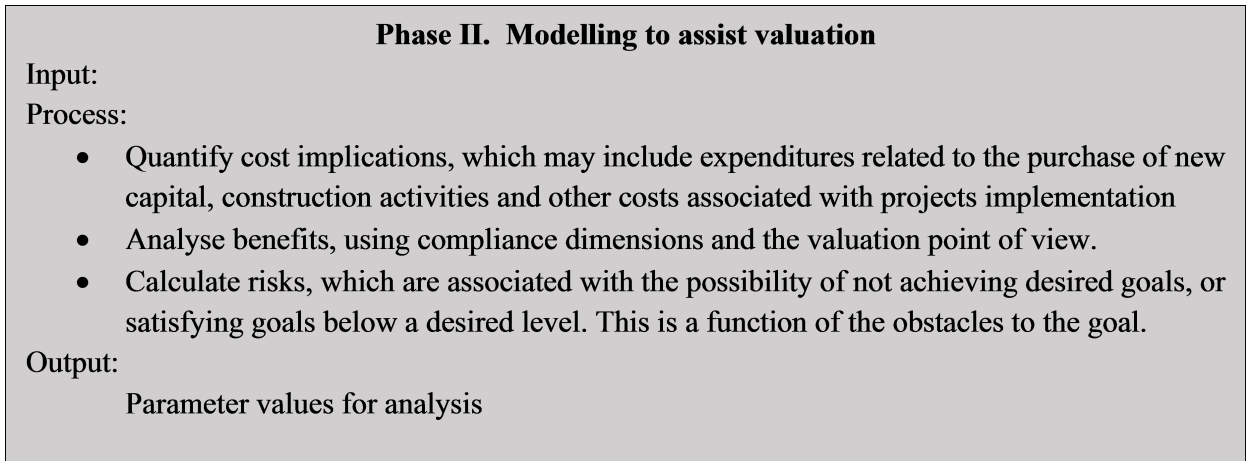 Phase II.  Modelling to assist valuation
Input:
Process:
• Quantify cost implications, which may include expenditures related to the purchase of new
capital, construction activities and other costs associated with projects implementation
• Analyse benefits, using compliance dimensions and the valuation point of view.
• Calculate risks, which are associated with the possibility of not achieving desired goals, or
satisfying goals below a desired level. This is a function of the obstacles to the goal.
Output:
Parameter values for analysis